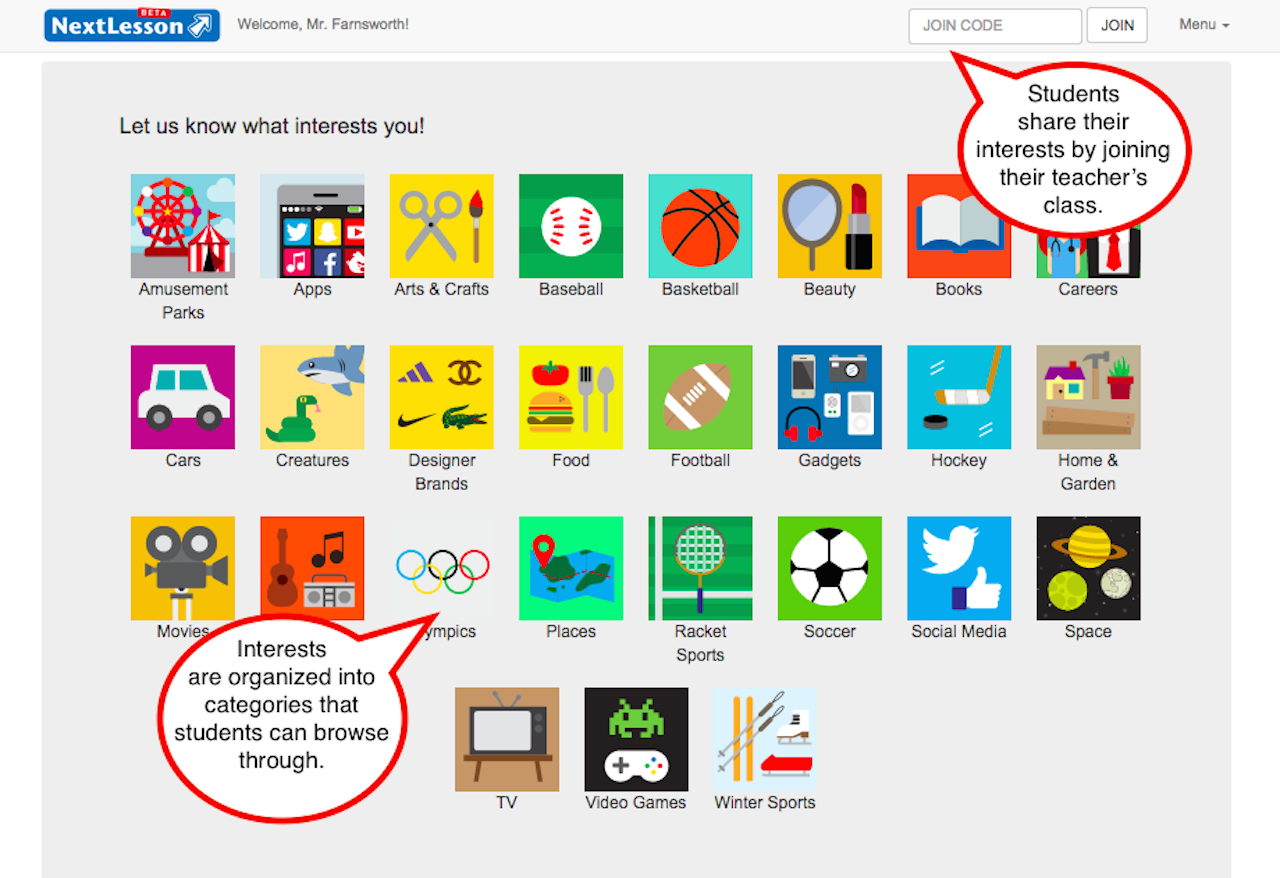 BETA
NextLesson
Welcome, Mr. Farnsworth!
JOIN CODE
JOIN
Menu
Students
share their
interests by joining
their teacher's
class.
Let us know what interests you!
Amusement
Parks
Apps
Arts & Crafts
Baseball
Basketball
Beauty
Books
Careers
Cars
Creatures
Designer
Brands
Food
Football
Gadgets
Hockey
Home &
Garden
Movies
ympics
Places
Racket
Sports
Soccer
Social Media
Space
Interests
are organized into
categories that
students can browse
through.
TV
Video Games
Winter Sports